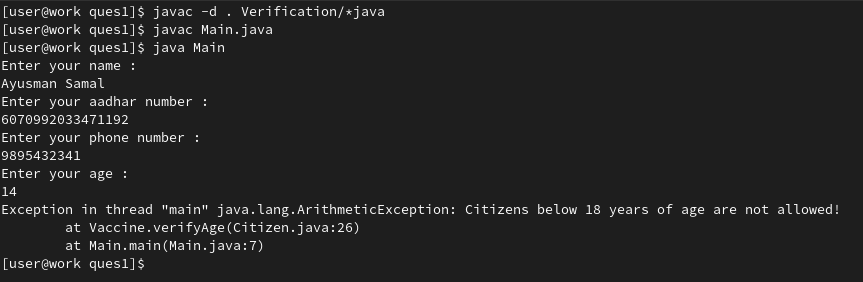 [user@work ques1]$ javac -d . Verification/*java
[user@work ques1]$ javac Main.java
[user@work ques1]$ java Main
Enter your name :
Ayusman Samal
Enter your aadhar number :
6070992033471192
Enter your phone number :
9895432341
Enter your age :
14
Exception in thread "main" java.lang.ArithmeticException: Citizens below 18 years of age are not allowed!
        at Vaccine.verifyAge(Citizen.java:26)
        at Main.main(Main.java:7)
[user@work ques1]$